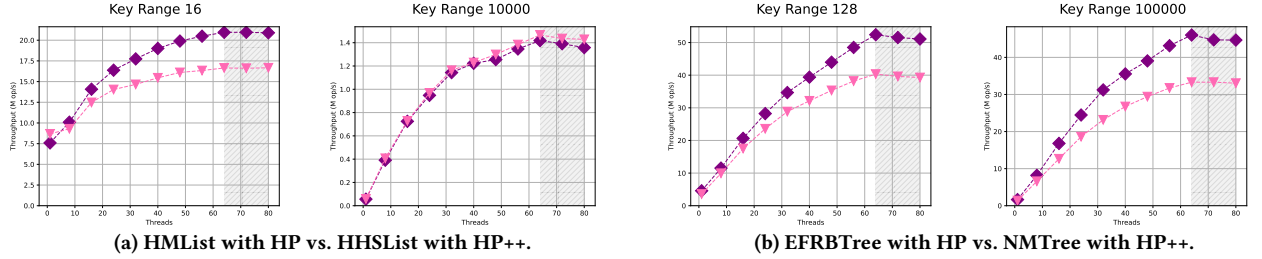 Key Range 16
Key Range 10000
Key Range 128
Key Range 100000
Throughput (M op/s)
20.0
17.5
15.0
12.5
10.0
7.5
5.0
2.5
0.0
0 10 20 30 40 50 60 70 80
Threads
Throughput (M op/s)
1.4
1.2
1.0
0.8
0.6
0.4
0.2
0.0
0 10 20 30 40 50 60 70 80
Threads
Throughput (M op/s)
50
40
30
20
10
0
0 10 20 30 40 50 60 70 80
Threads
Throughput (M op/s)
100
80
60
40
20
0
0 10 20 30 40 50 60 70 80
Threads
(a) HMList with HP vs. HHSList with HP++.
(b) EFRBTree with HP vs. NMTree with HP++.